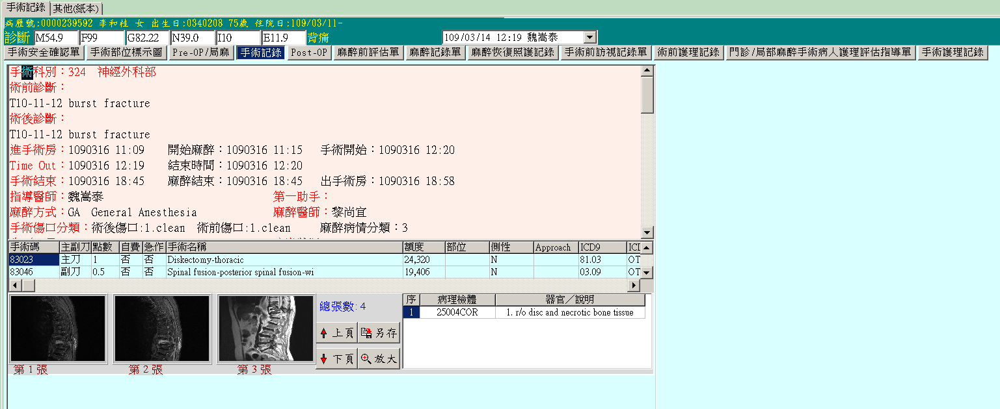 手術記錄 其他(紙本)
病歷號:0000239592 李和桂 女 出生日:0340208 75歲 住院日:109/03/11-
診斷 M54.9 F99 G82.22 N39.0 I10 E11.9 背痛 109/03/14 12:19 魏嵩泰
手術安全確認單 手術部位標示圖 Pre-OP/局麻 手術記錄 Post-OP 麻醉前評估單 麻醉記錄單 麻醉恢復照護記錄 手術前訪視記錄單 術前護理記錄 門診/局部麻醉手術病人護理評估指導單 手術護理記錄
手術科別：324 神經外科部
術前診斷：
T10-11-12 burst fracture
術後診斷：
T10-11-12 burst fracture
進手術房：1090316 11:09 開始麻醉：1090316 11:15 手術開始：1090316 12:20
Time Out：1090316 12:19 結束時間：1090316 12:20
手術結束：1090316 18:45 麻醉結束：1090316 18:45 出手術房：1090316 18:58
指導醫師：魏嵩泰 第一助手：
麻醉方式：GA General Anesthesia 麻醉醫師：黎尚宜
手術傷口分類：術後傷口:1.clean 術前傷口:1.clean 麻醉病情分類：3
手術碼 主副刀 點數 自費 急作 手術名稱 額度 部位 側性 Approach ICD9 ICI
83023 主刀 1 否 否 Diskectomy-thoracic 24,320 N 81.03 OT
83046 副刀 0.5 否 否 Spinal fusion-posterior spinal fusion-wi 19,406 N 03.09 OT
總張數: 4
上頁 另存
下頁 放大
第 1 張 第 2 張 第 3 張
序 病理檢體 器官／說明
1 25004COR 1. r/o disc and necrotic bone tissue